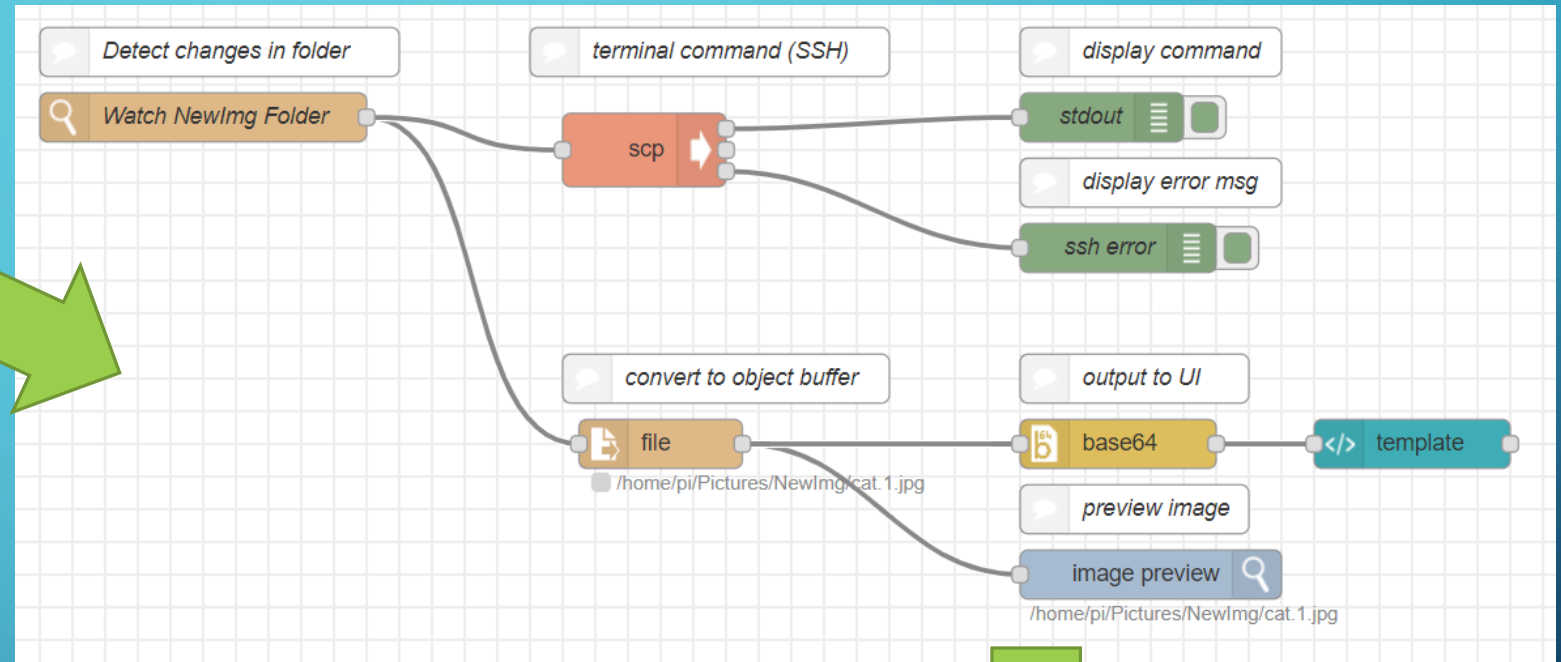 Detect changes in folder
terminal command (SSH)
display command
Watch NewImg Folder
scp
stdout
display error msg
ssh error
convert to object buffer
output to UI
file
base64
template
/home/pi/Pictures/NewImg/cat.1.jpg
preview image
image preview
/home/pi/Pictures/NewImg/cat.1.jpg